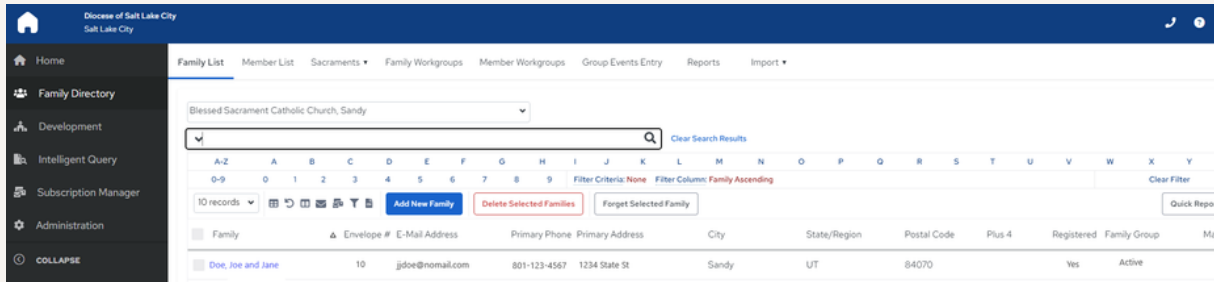 Diocese of Salt Lake City
Salt Lake City
Home
Family Directory
Development
Intelligent Query
Subscription Manager
Administration
COLLAPSE
Family List Member List Sacraments Family Workgroups Member Workgroups Group Events Entry Reports Import
Blessed Sacrament Catholic Church, Sandy
Clear Search Results
A-Z A B C D E F G H I J K L M N O P Q R S T U V W X Y
0-9 0 1 2 3 4 5 6 7 8 9 Filter Criteria: None Filter Column: Family Ascending Clear Filter
10 records Add New Family Delete Selected Families Forget Selected Family Quick Repo
Family Envelope # E-Mail Address Primary Phone Primary Address City State/Region Postal Code Plus 4 Registered Family Group Ma
Doe, Joe and Jane 10 jjdoe@nomail.com 801-123-4567 1234 State St Sandy UT 84070 Yes Active